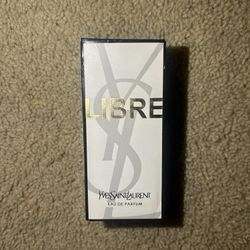 LIBRE
YVESSAINTLAURENT
EAU DE PARFUM